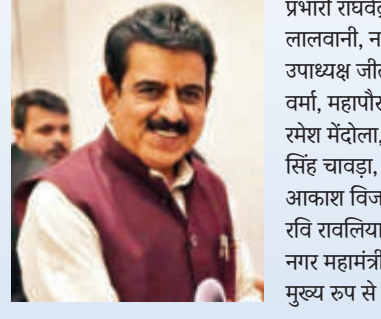 प्रभारी राघवेंद्र
लालवानी, न
उपाध्यक्ष जीत
वर्मा, महापौर
रमेश मेंदोला,
सिंह चावड़ा,
आकाश विज
रवि रावलिया
नगर महामंत्री
मुख्य रूप से